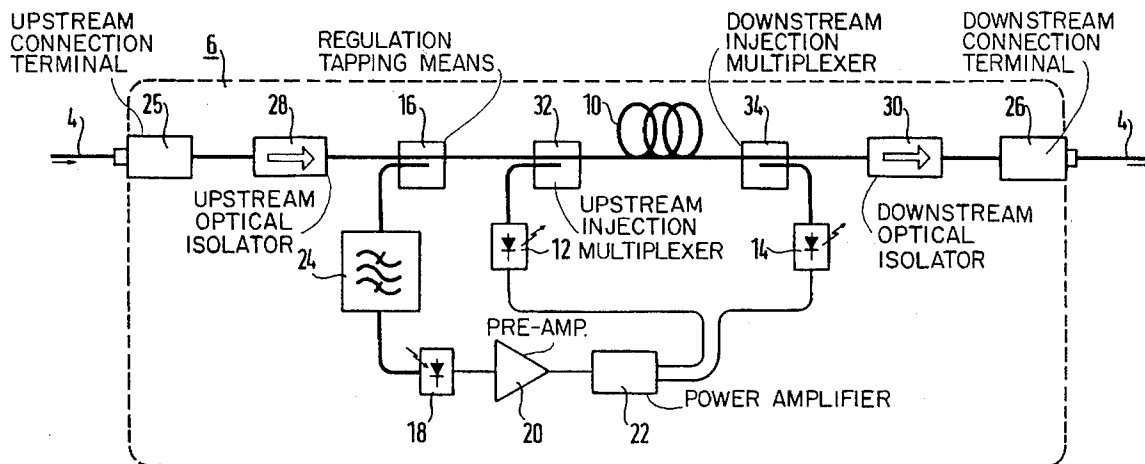 UPSTREAM
CONNECTION
TERMINAL
6
REGULATION
TAPPING MEANS
DOWNSTREAM
INJECTION
MULTIPLEXER
DOWNSTREAM
CONNECTION
TERMINAL
4
25
28
16
32
10
34
30
26
4
UPSTREAM
OPTICAL
ISOLATOR
UPSTREAM
INJECTION
MULTIPLEXER
DOWNSTREAM
OPTICAL
ISOLATOR
24
12
14
PRE-AMP.
18
20
22
POWER AMPLIFIER